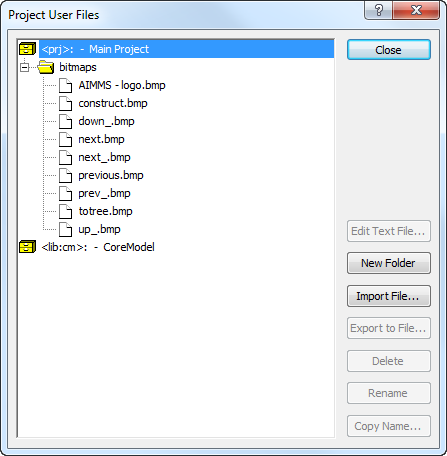 Project User Files
<prj>: - Main Project
bitmaps
AIMMS - logo.bmp
construct.bmp
down_.bmp
next.bmp
next_.bmp
previous.bmp
prev_.bmp
totree.bmp
up_.bmp
<lib:cm>: - CoreModel
Close
Edit Text File...
New Folder
Import File...
Export to File...
Delete
Rename
Copy Name...